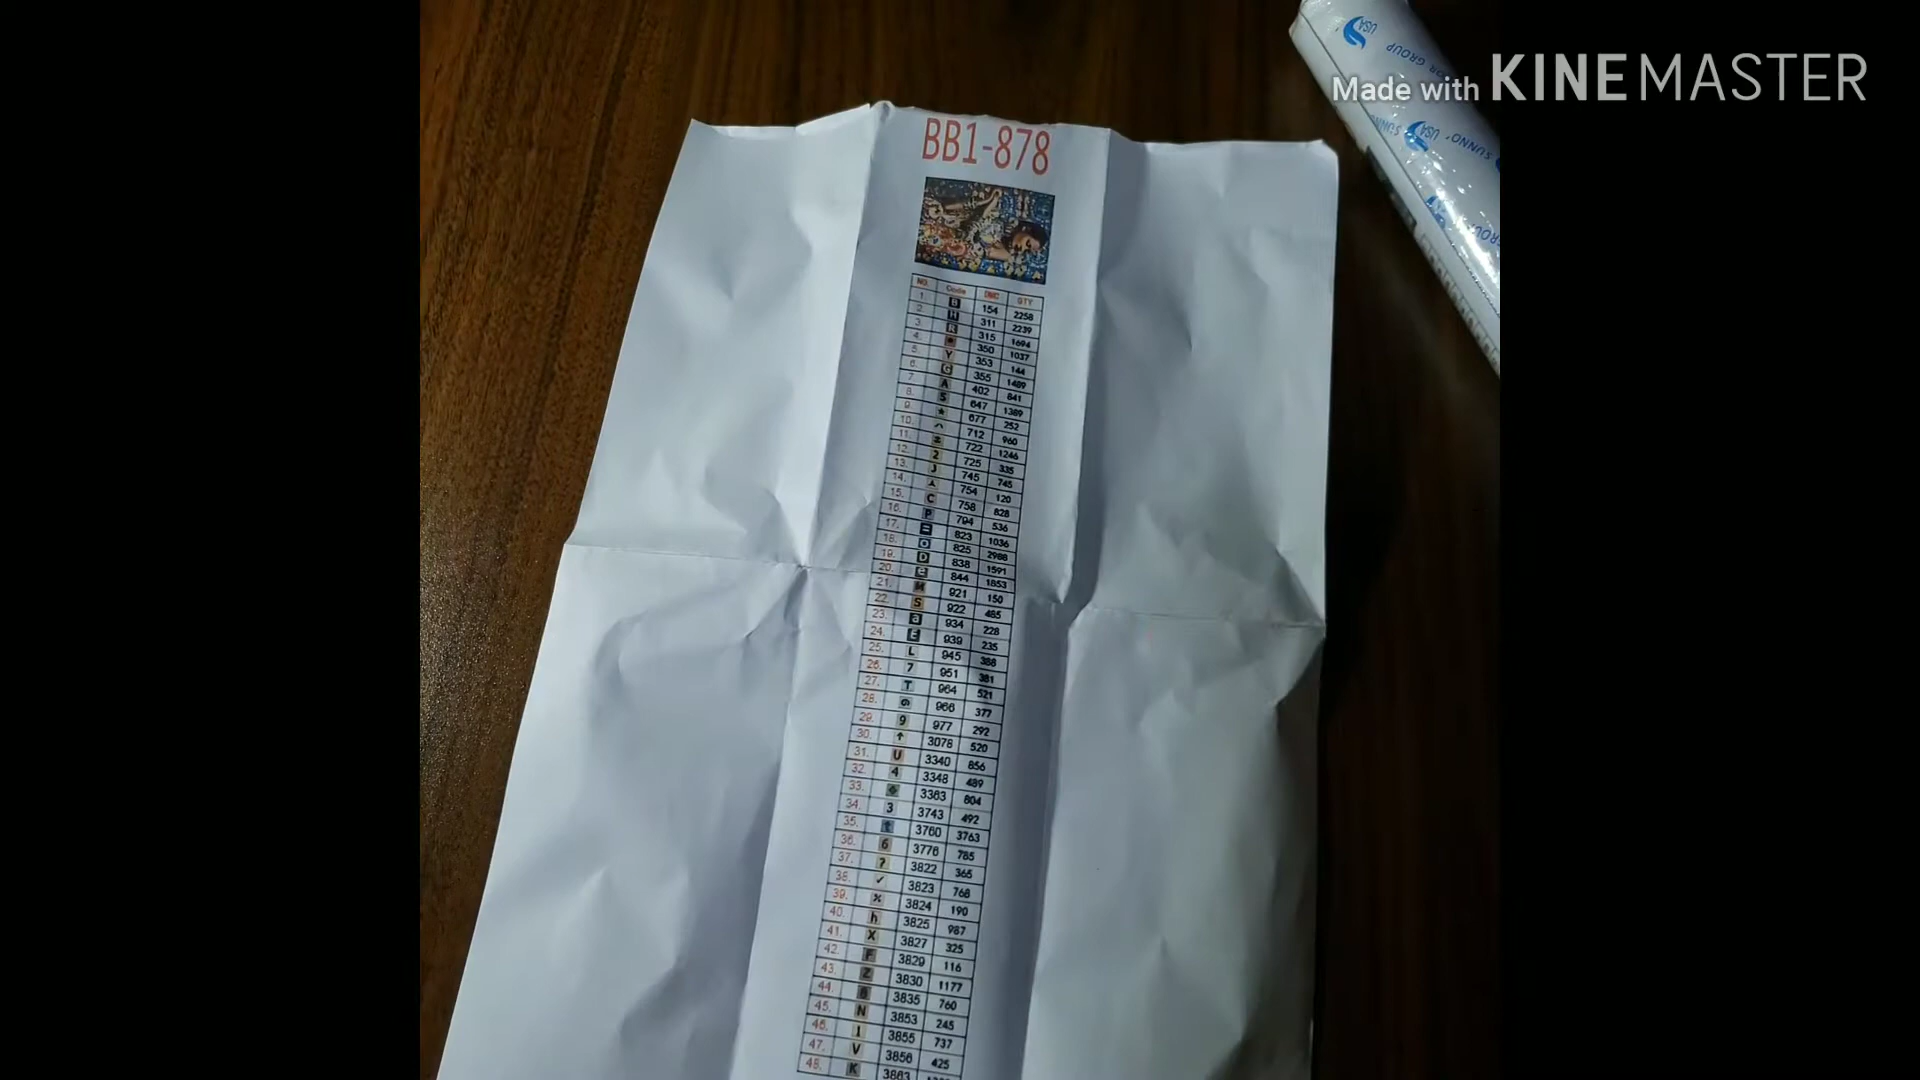 Made with KINEMASTER
USA
OR GROUP
SUNNO' USA
BB1-878
NO. Code DMC QTY
1. B 154 2258
2. H 311 2239
3. R 315 1694
4. 350 1037
5. Y 353 144
6. G 355 1489
7. A 402 841
8. S 647 1389
9. ★ 677 252
10. 712 960
11. 722 1246
12. 2 725 335
13. J 745 745
14. 754 120
15. C 758 828
16. P 794 536
17. = 823 1036
18. o 825 2988
19. D 838 1591
20. e 844 1853
21. M 921 150
22. S 922 485
23. a 934 228
24. E 939 235
25. L 945 388
26. 7 951 381
27. T 964 521
28. 966 377
29. 9 977 292
30. ↑ 3078 520
31. U 3340 856
32. 4 3348 489
33. 3363 804
34. 3 3743 492
35. t 3760 3763
36. 6 3776 785
37. ? 3822 365
38. ✓ 3823 768
39. 3824 190
40. h 3825 987
41. X 3827 325
42. F 3829 116
43. Z 3830 1177
44. 3835 760
45. N 3853 245
46. 3855 737
47. V 3856 425
48. K 3863